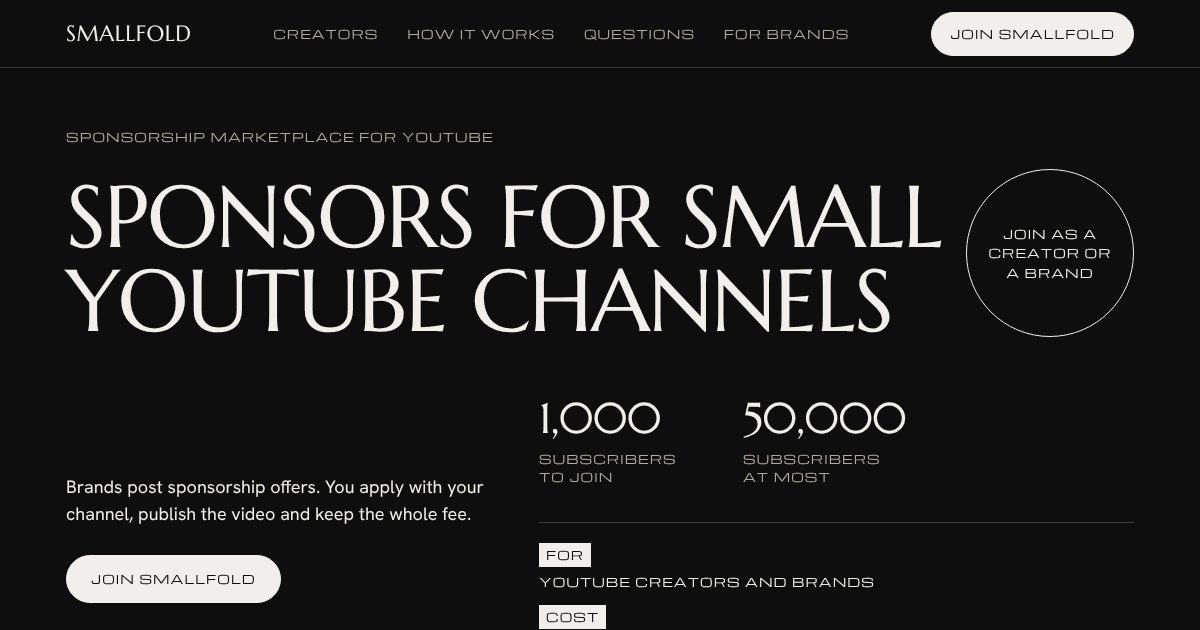 SMALLFOLD
CREATORS
HOW IT WORKS
QUESTIONS
FOR BRANDS
JOIN SMALLFOLD
SPONSORSHIP MARKETPLACE FOR YOUTUBE
SPONSORS FOR SMALL
YOUTUBE CHANNELS
JOIN AS A
CREATOR OR
A BRAND
1,000
SUBSCRIBERS
TO JOIN
50,000
SUBSCRIBERS
AT MOST
Brands post sponsorship offers. You apply with your
channel, publish the video and keep the whole fee.
JOIN SMALLFOLD
FOR
YOUTUBE CREATORS AND BRANDS
COST